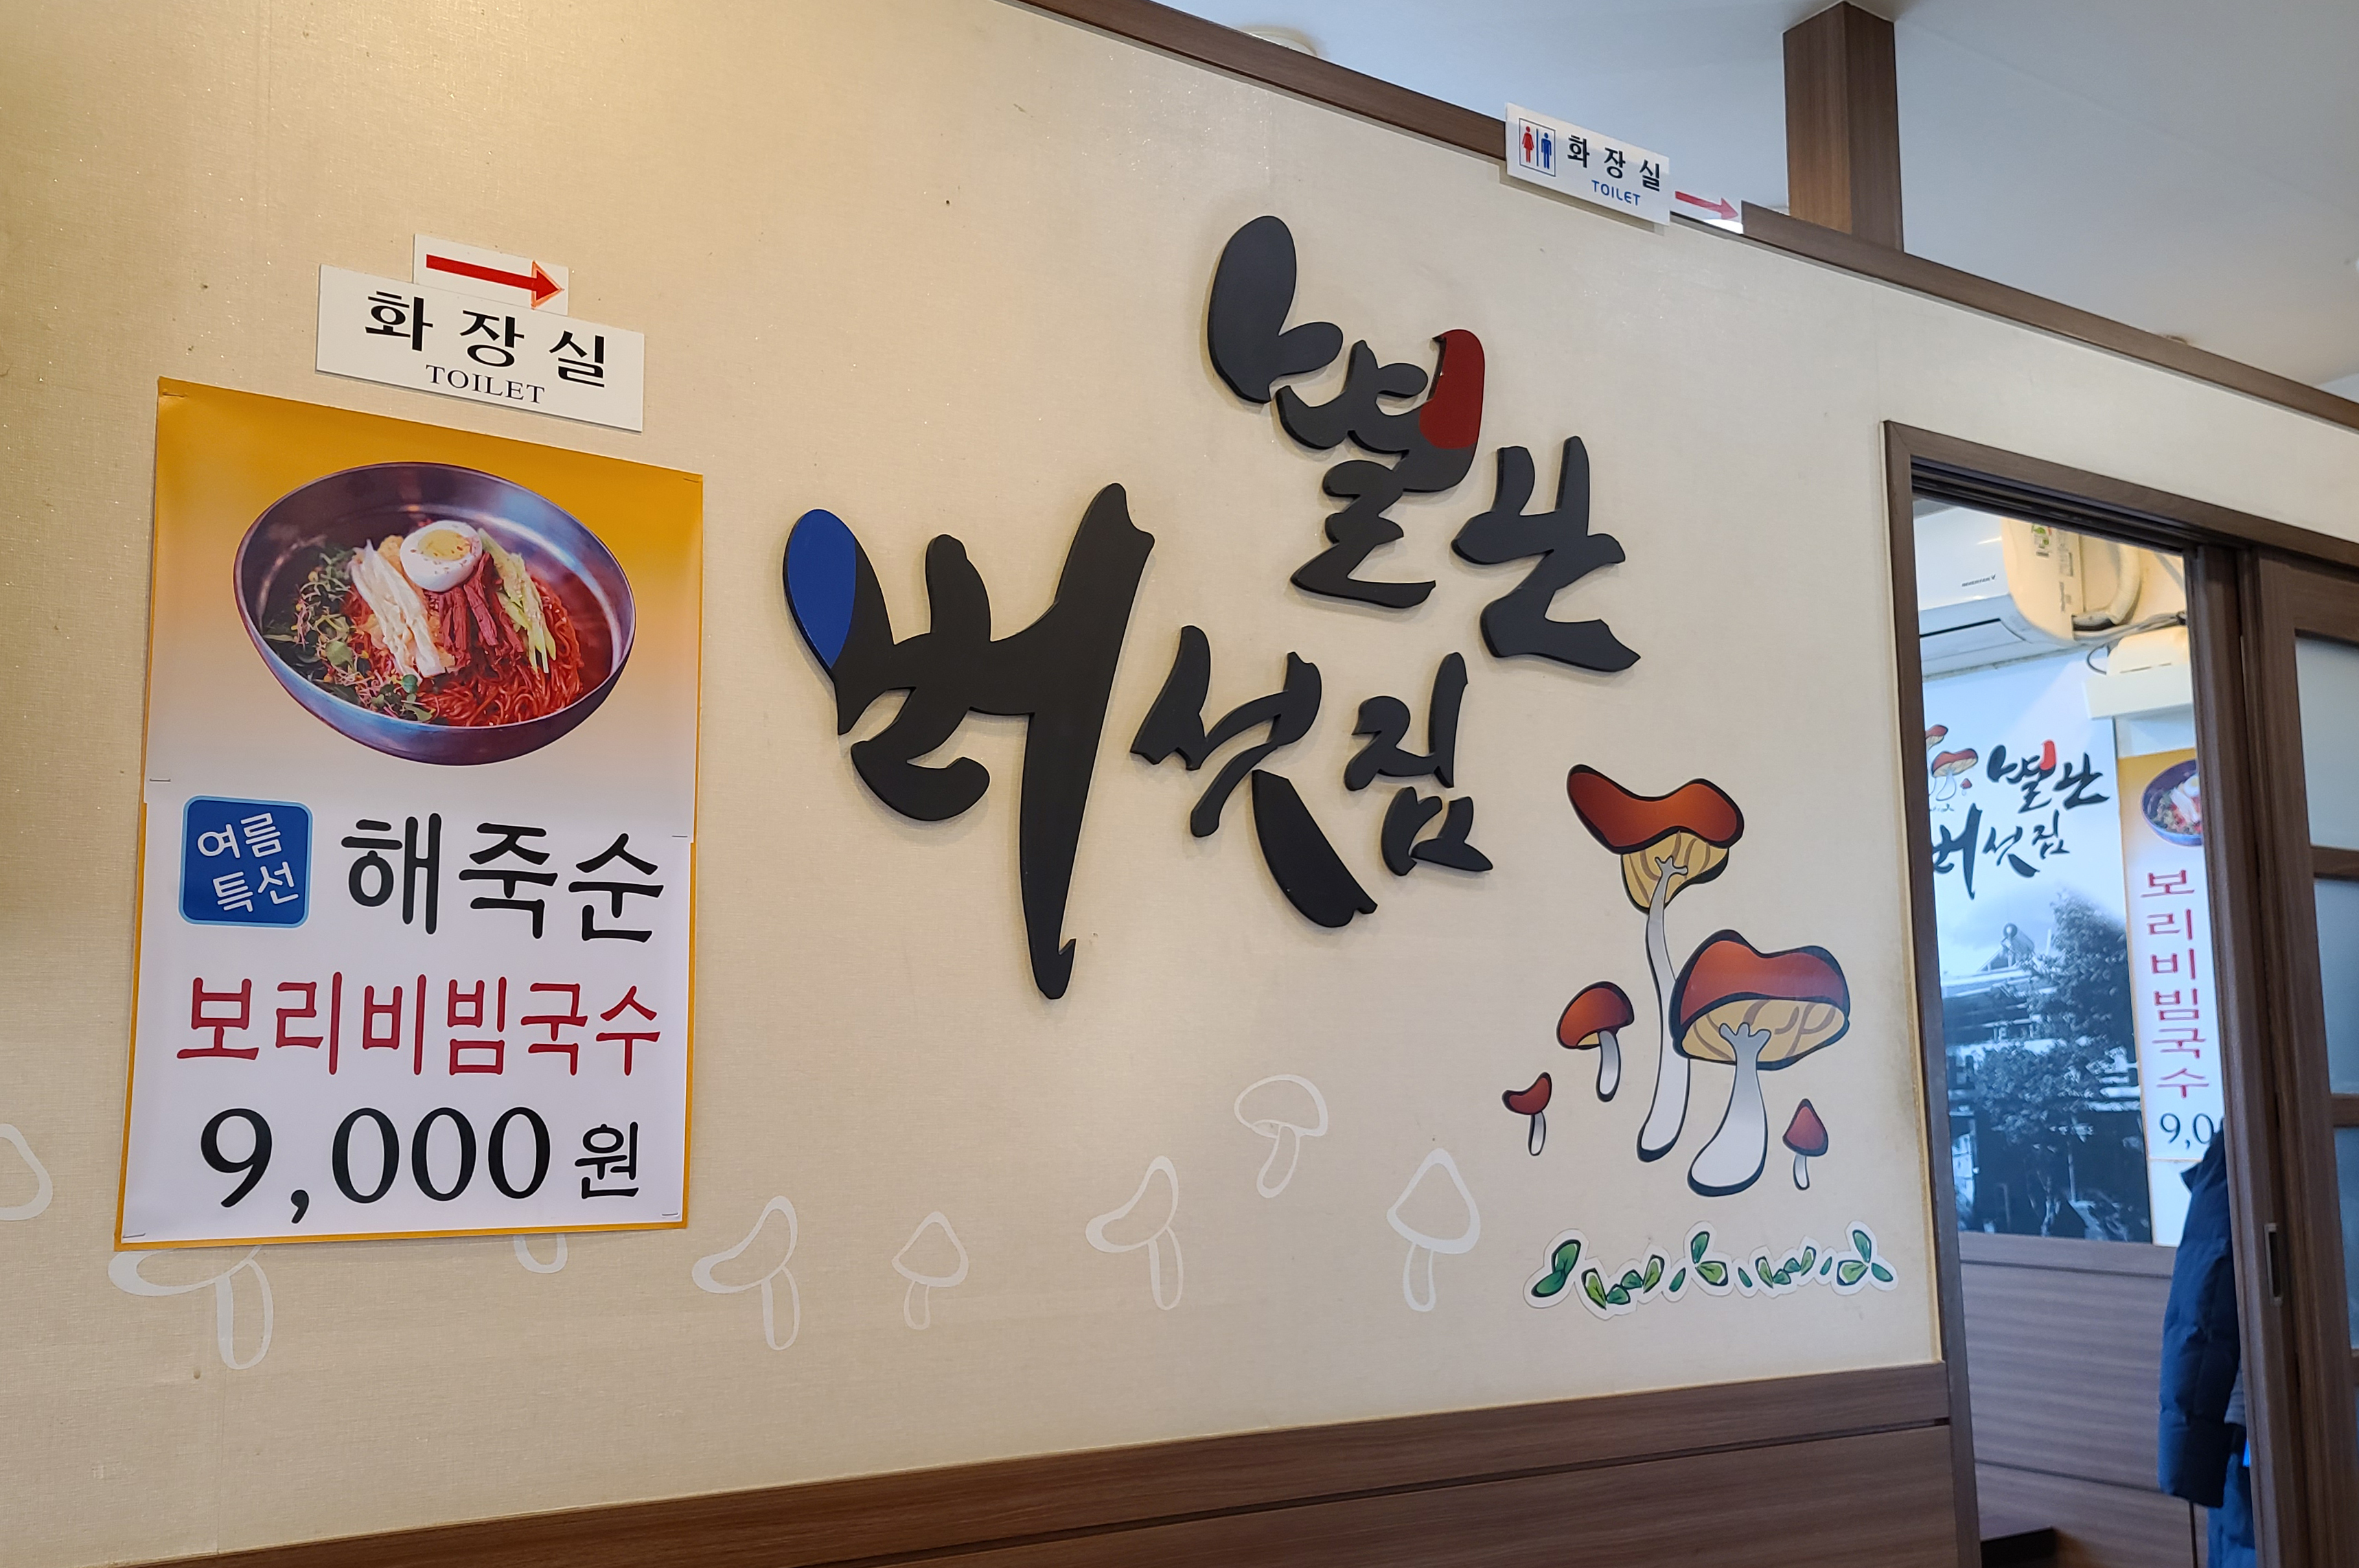 화장실
TOILET
화장실
TOILET
별난
버섯집
여름
특선
해죽순
보리비빔국수
9,000원
별난
버섯집
보리비빔국수